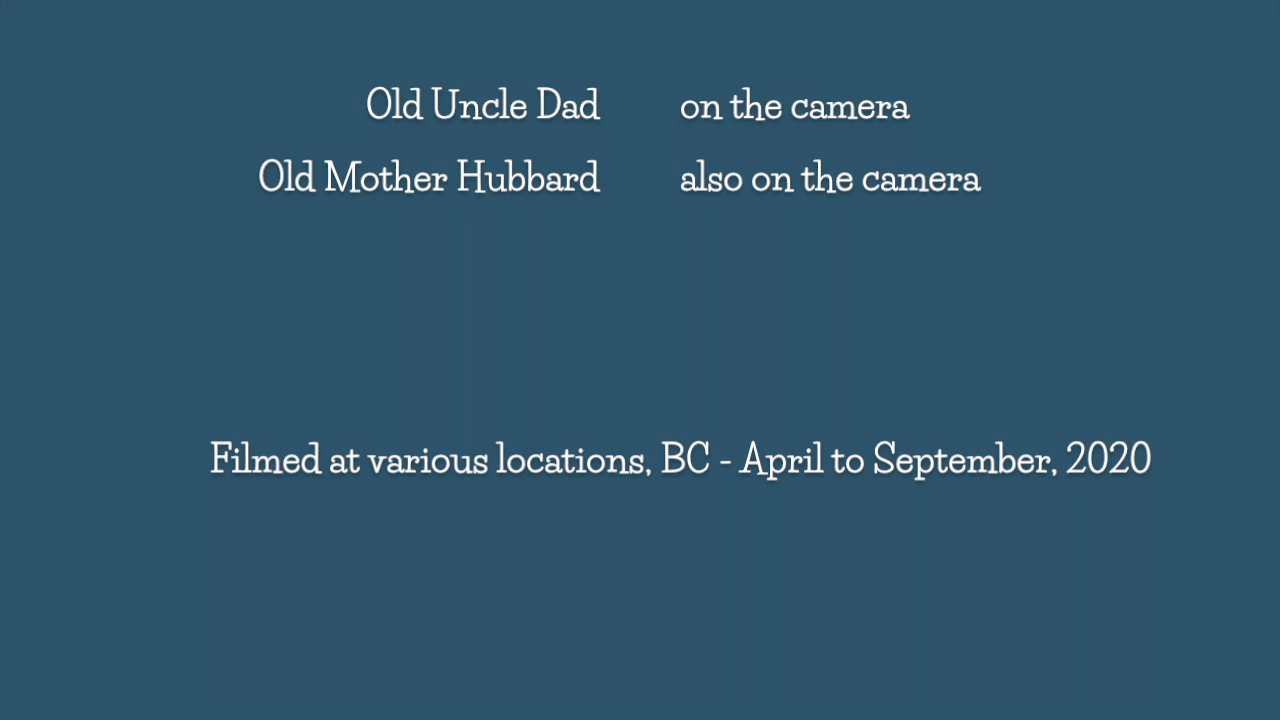 Old Uncle Dad on the camera
Old Mother Hubbard also on the camera
Filmed at various locations, BC - April to September, 2020